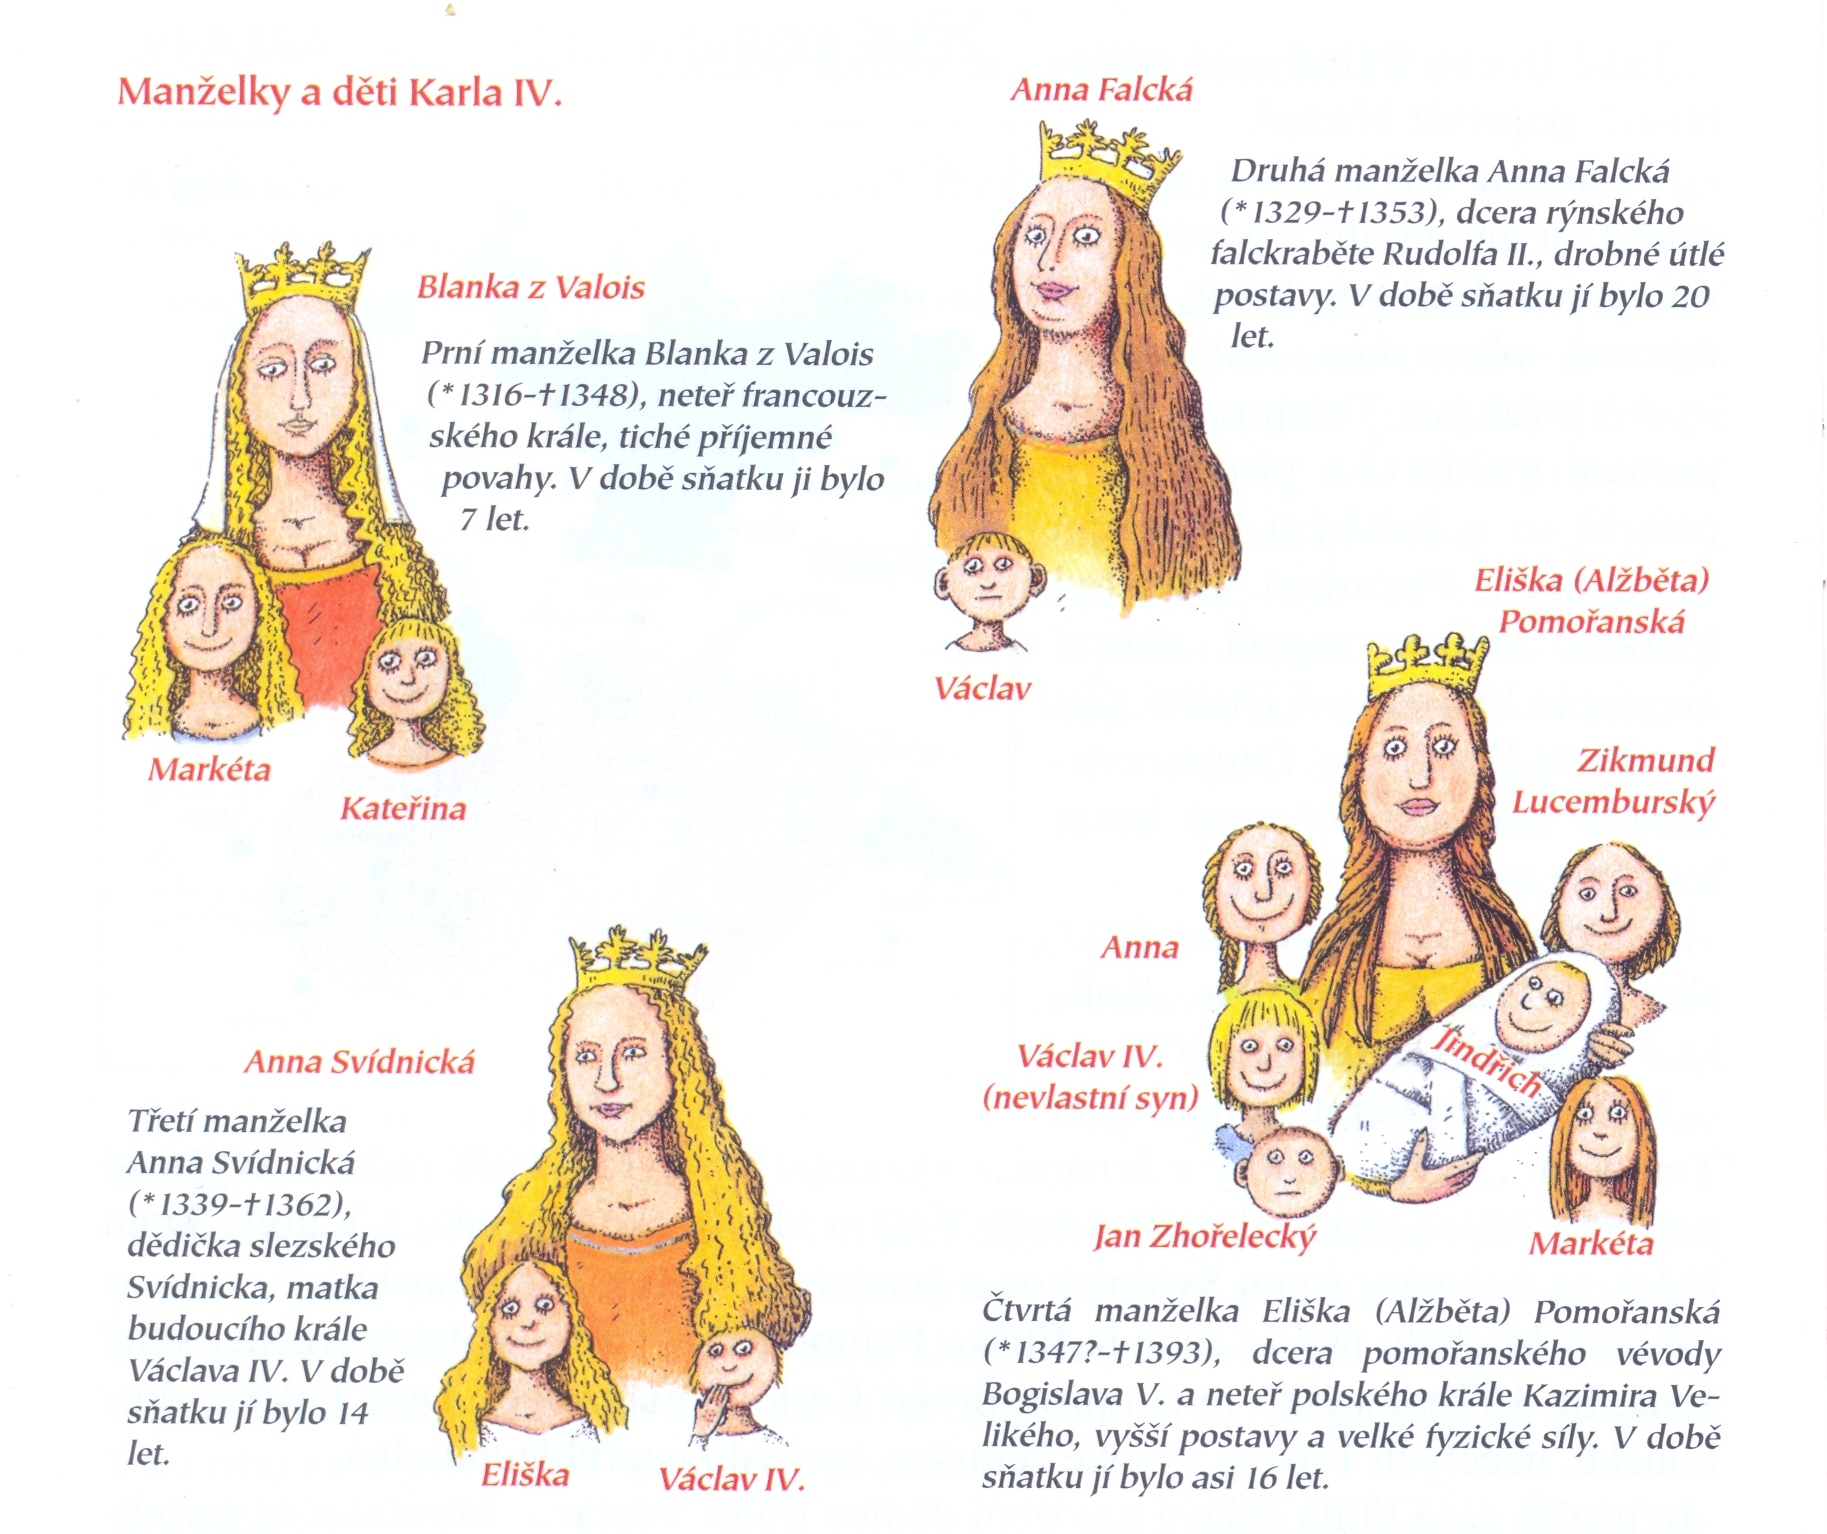 Manželky a děti Karla IV.
Blanka z Valois
Prní manželka Blanka z Valois
(*1316–†1348), neteř francouz-
ského krále, tiché příjemné
povahy. V době sňatku ji bylo
7 let.
Markéta
Kateřina
Anna Falcká
Druhá manželka Anna Falcká
(*1329–†1353), dcera rýnského
falckraběte Rudolfa II., drobné útlé
postavy. V době sňatku jí bylo 20
let.
Václav
Anna Svídnická
Třetí manželka
Anna Svídnická
(*1339–†1362),
dědička slezského
Svídnicka, matka
budoucího krále
Václava IV. V době
sňatku jí bylo 14
let.
Eliška
Václav IV.
Eliška (Alžběta)
Pomořanská
Zikmund
Lucemburský
Anna
Václav IV.
(nevlastní syn)
Jindřich
Jan Zhořelecký
Markéta
Čtvrtá manželka Eliška (Alžběta) Pomořanská
(*1347?–†1393), dcera pomořanského vévody
Bogislava V. a neteř polského krále Kazimira Ve-
likého, vyšší postavy a velké fyzické síly. V době
sňatku jí bylo asi 16 let.